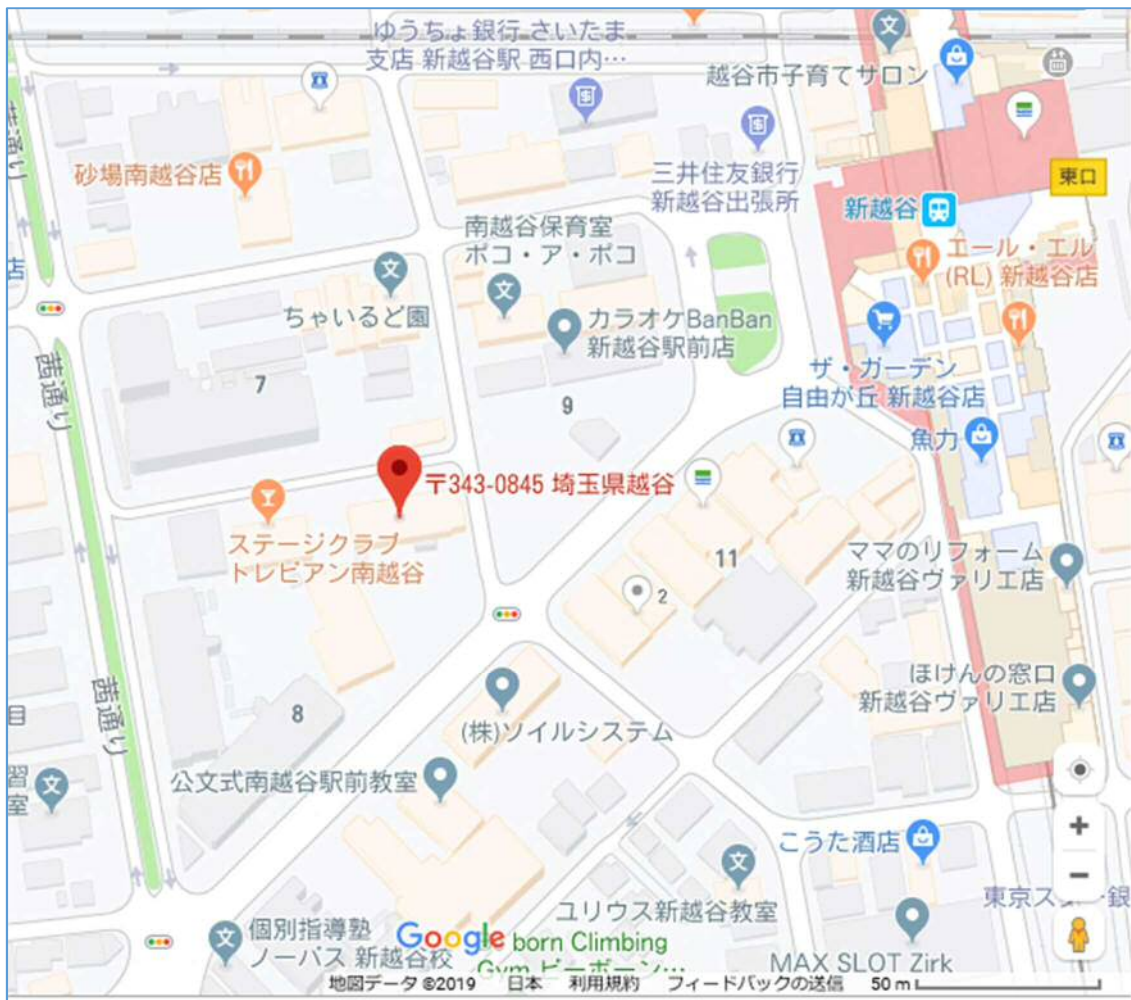 ゆうちょ銀行 さいたま
支店 新越谷駅 西口内…
越谷市子育てサロン
砂場南越谷店
三井住友銀行
新越谷出張所
東口
新越谷
南越谷保育室
ポコ・ア・ポコ
エール・エル
(RL) 新越谷店
店
ちゃいるど園
カラオケBanBan
新越谷駅前店
茜通り
7
9
ザ・ガーデン
自由が丘 新越谷店
魚力
〒343-0845 埼玉県越谷
ステージクラブ
トレビアン南越谷
11
2
ママのリフォーム
新越谷ヴァリエ店
茜通り
8
ほけんの窓口
新越谷ヴァリエ店
(株)ソイルシステム
公文式南越谷駅前教室
習
室
こうた酒店
ユリウス新越谷教室
個別指導塾
ノーバス 新越谷校
Google
born Climbing
Gym ビーボーン…
MAX SLOT Zirk
地図データ ©2019 日本 利用規約 フィードバックの送信 50 m